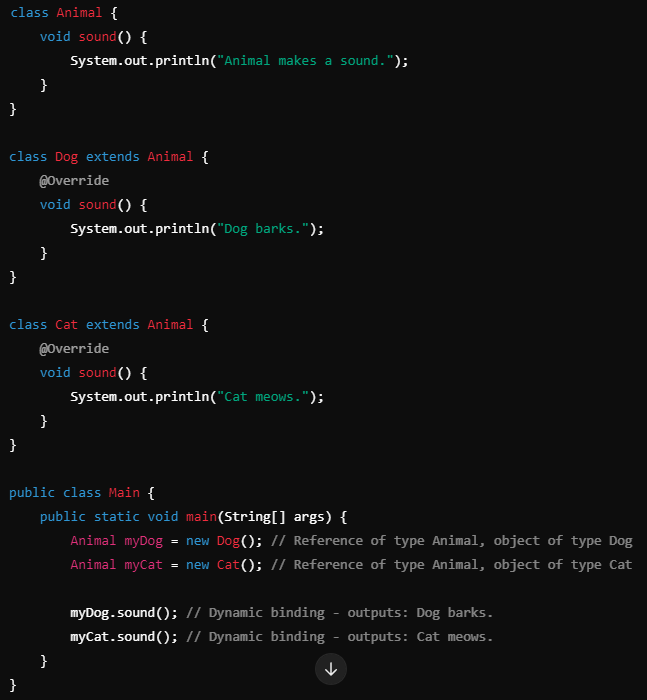 class Animal {
    void sound() {
        System.out.println("Animal makes a sound.");
    }
}

class Dog extends Animal {
    @Override
    void sound() {
        System.out.println("Dog barks.");
    }
}

class Cat extends Animal {
    @Override
    void sound() {
        System.out.println("Cat meows.");
    }
}

public class Main {
    public static void main(String[] args) {
        Animal myDog = new Dog(); // Reference of type Animal, object of type Dog
        Animal myCat = new Cat(); // Reference of type Animal, object of type Cat

        myDog.sound(); // Dynamic binding - outputs: Dog barks.
        myCat.sound(); // Dynamic binding - outputs: Cat meows.
    }
}